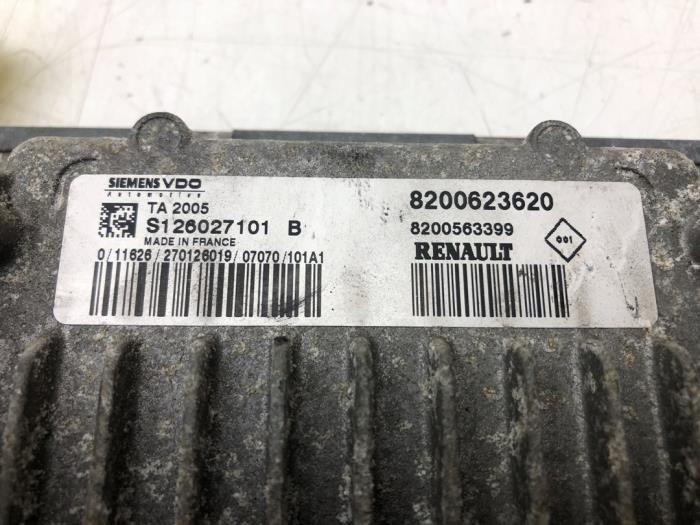 SIEMENS VDO
Automotive
TA 2005
S126027101 B
MADE IN FRANCE
0/11626/270126019/07070/101A1
8200623620
8200563399
RENAULT
001